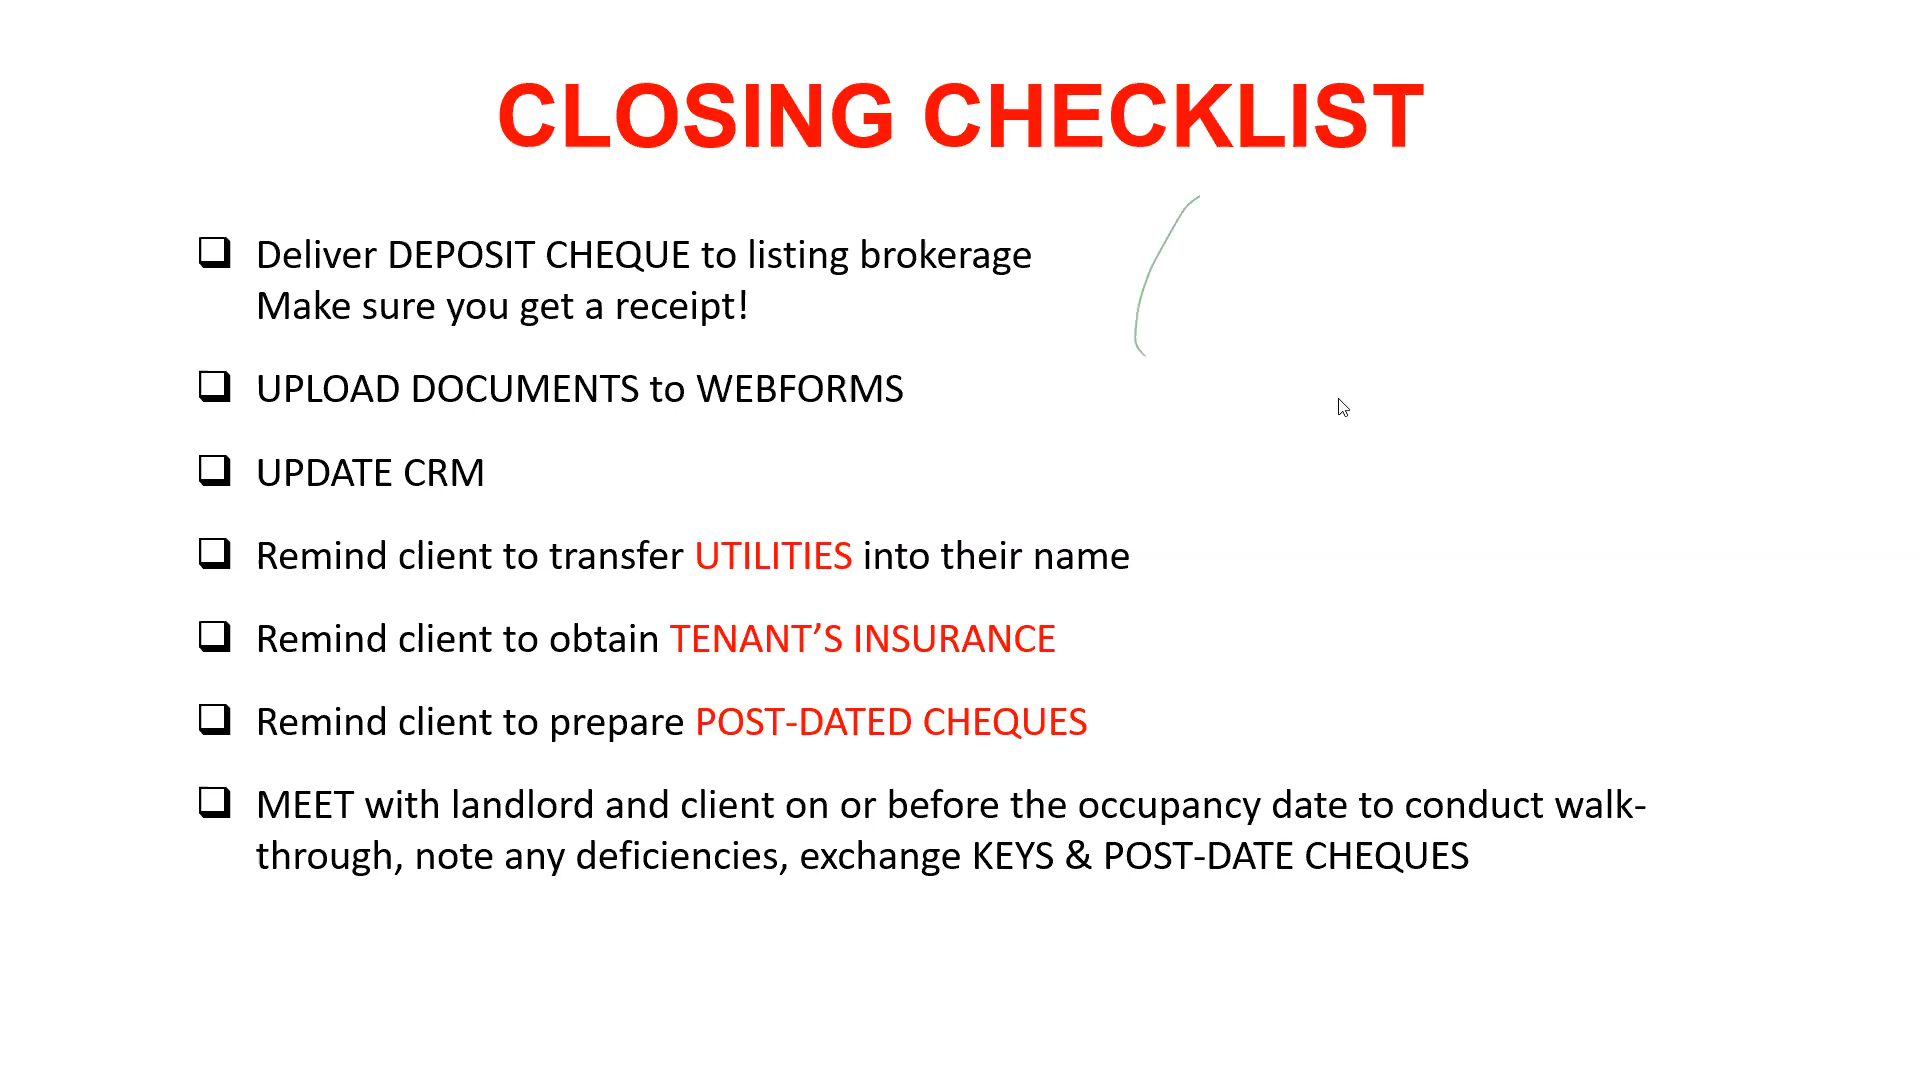 CLOSING CHECKLIST
Deliver DEPOSIT CHEQUE to listing brokerage
Make sure you get a receipt!
UPLOAD DOCUMENTS to WEBFORMS
UPDATE CRM
Remind client to transfer UTILITIES into their name
Remind client to obtain TENANT’S INSURANCE
Remind client to prepare POST-DATED CHEQUES
MEET with landlord and client on or before the occupancy date to conduct walk-
through, note any deficiencies, exchange KEYS & POST-DATE CHEQUES